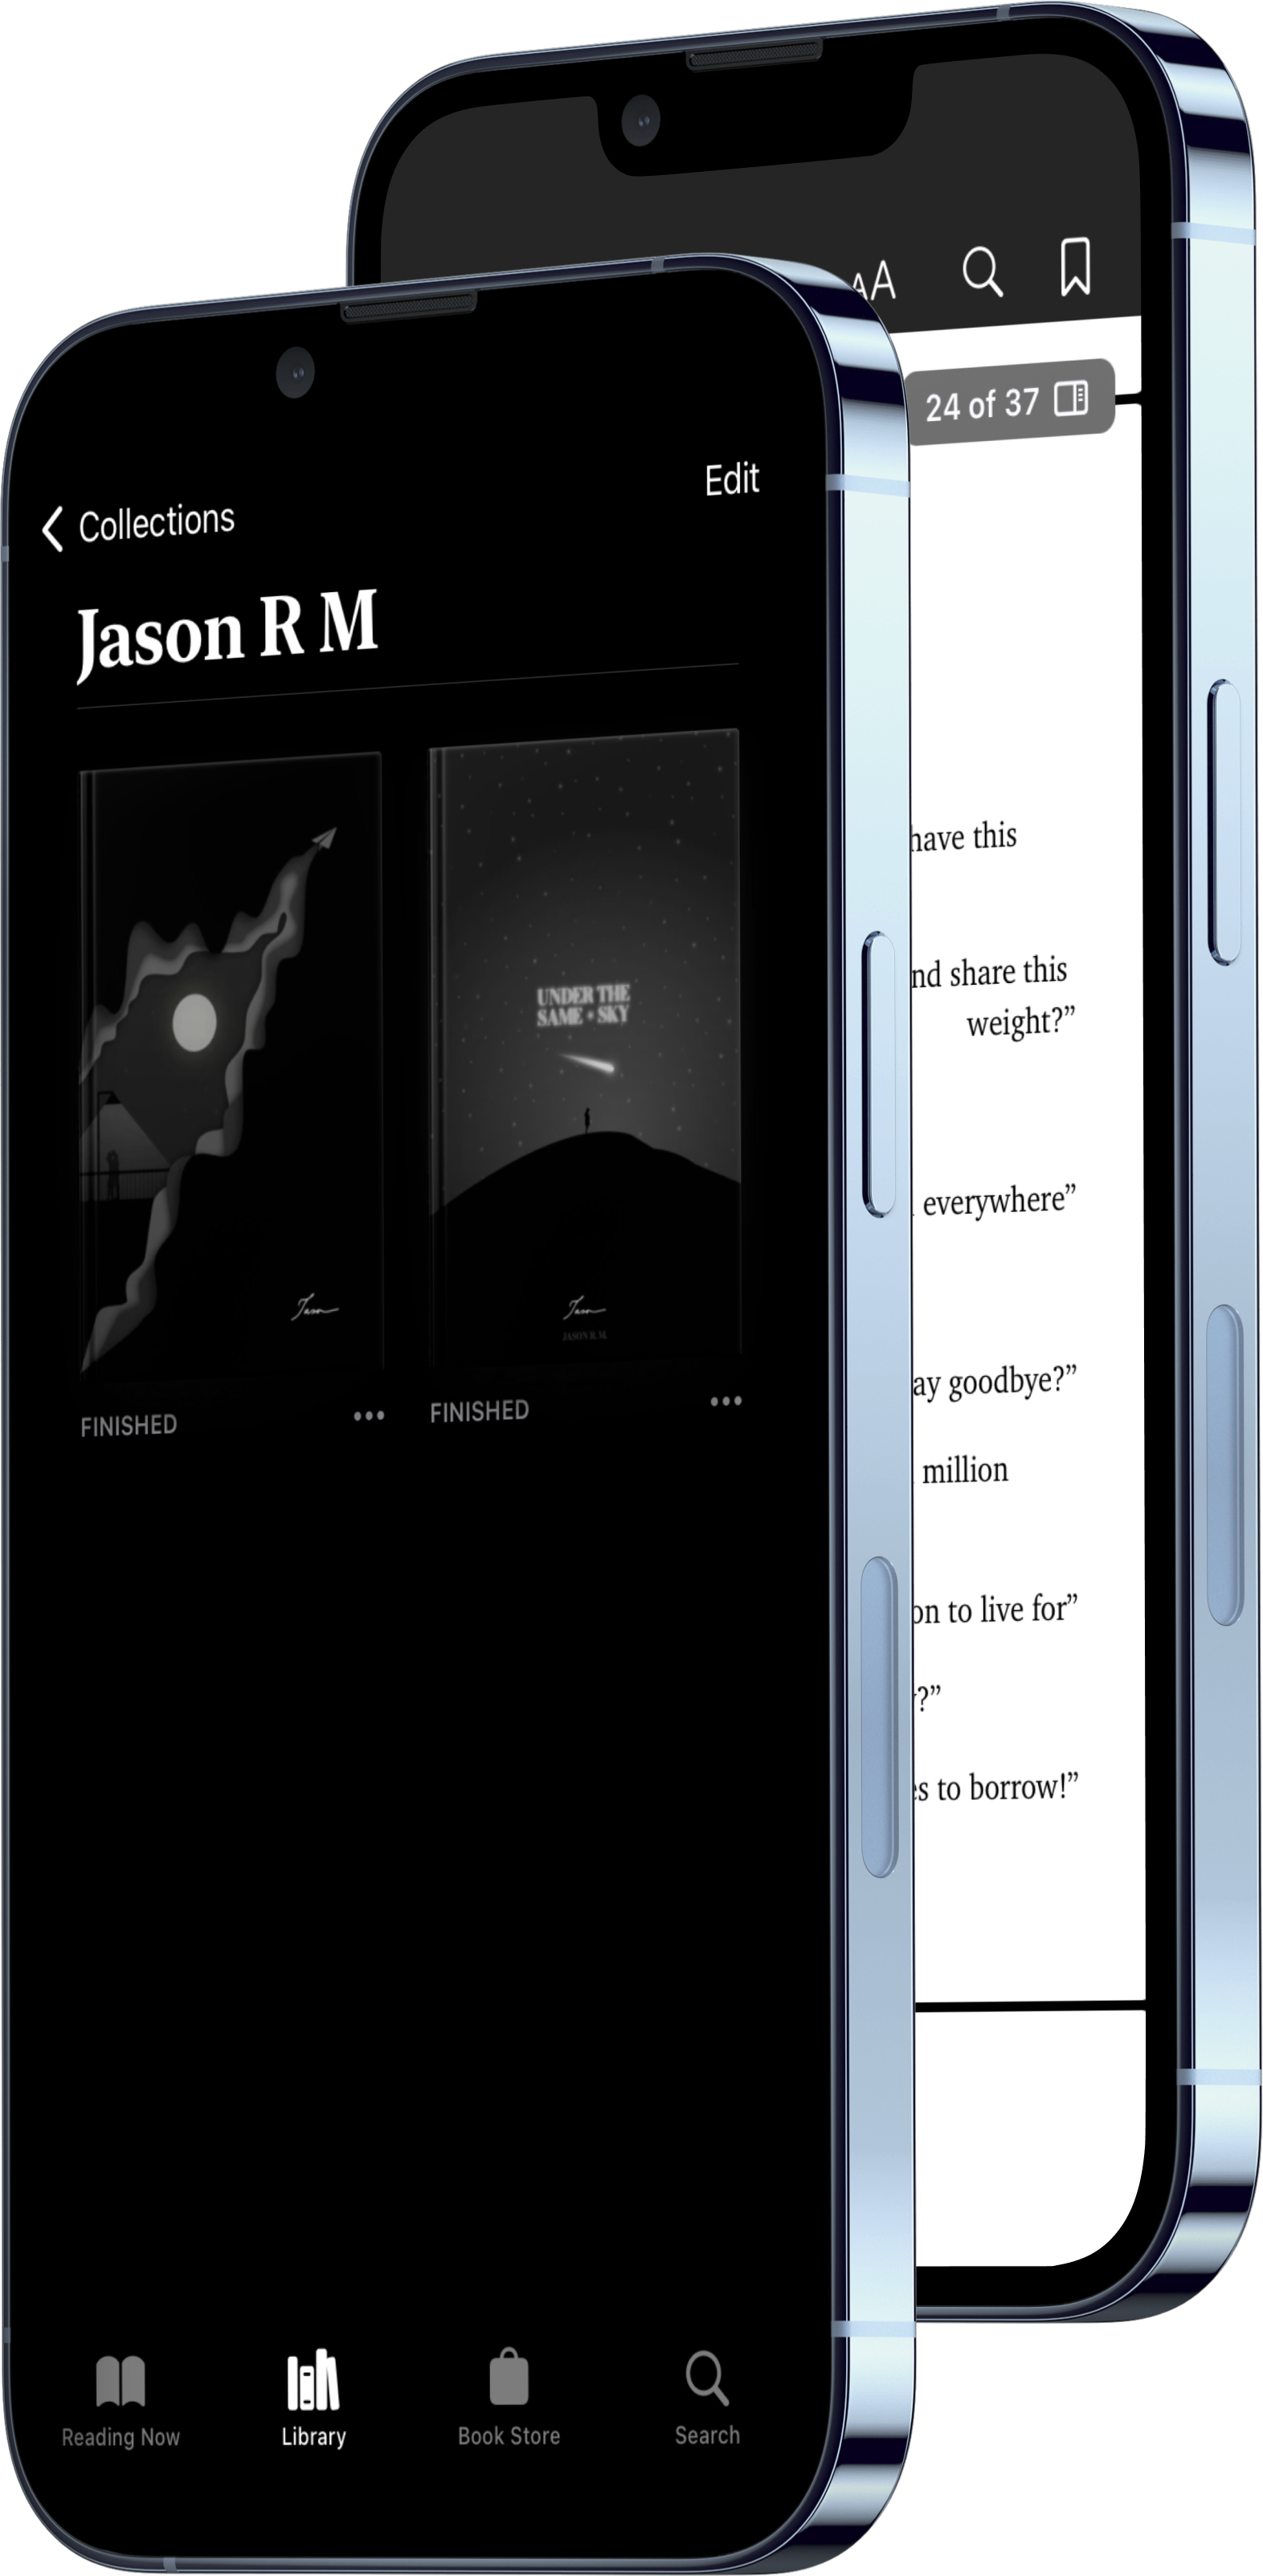 Collections
Edit
Jason R M
UNDER THE
SAME • SKY
Jason
Jason
JASON R. M.
FINISHED
FINISHED
Reading Now
Library
Book Store
Search
AA
24 of 37
have this
nd share this
weight?”
everywhere”
ay goodbye?”
million
on to live for”
?”
es to borrow!”